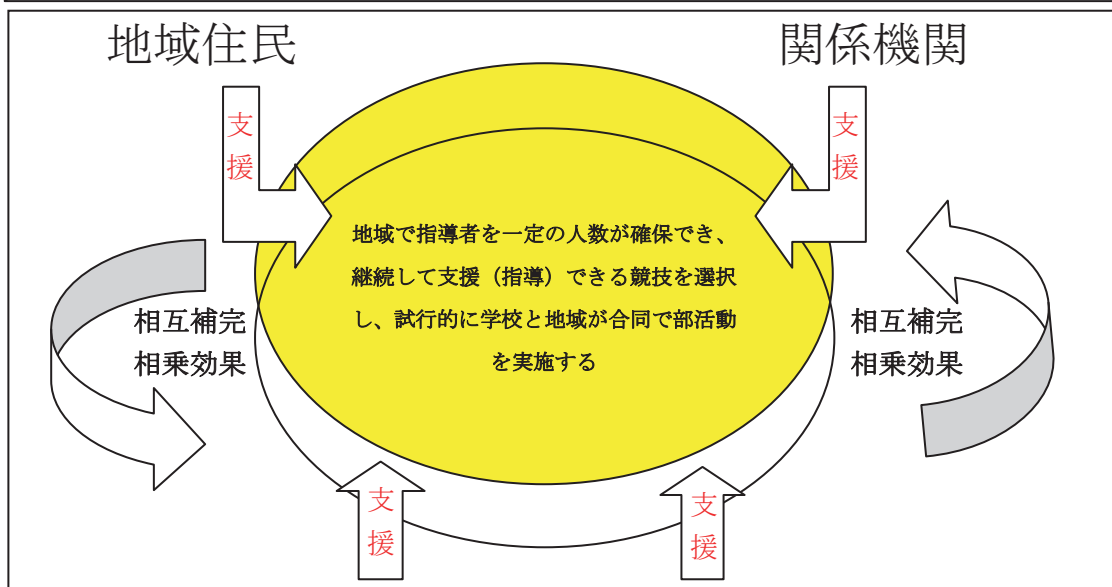 地域住民
関係機関
支
援
支
援
地域で指導者を一定の人数が確保でき、
継続して支援（指導）できる競技を選択
し、試行的に学校と地域が合同で部活動
を実施する
相互補完
相乗効果
相互補完
相乗効果
支
援
支
援